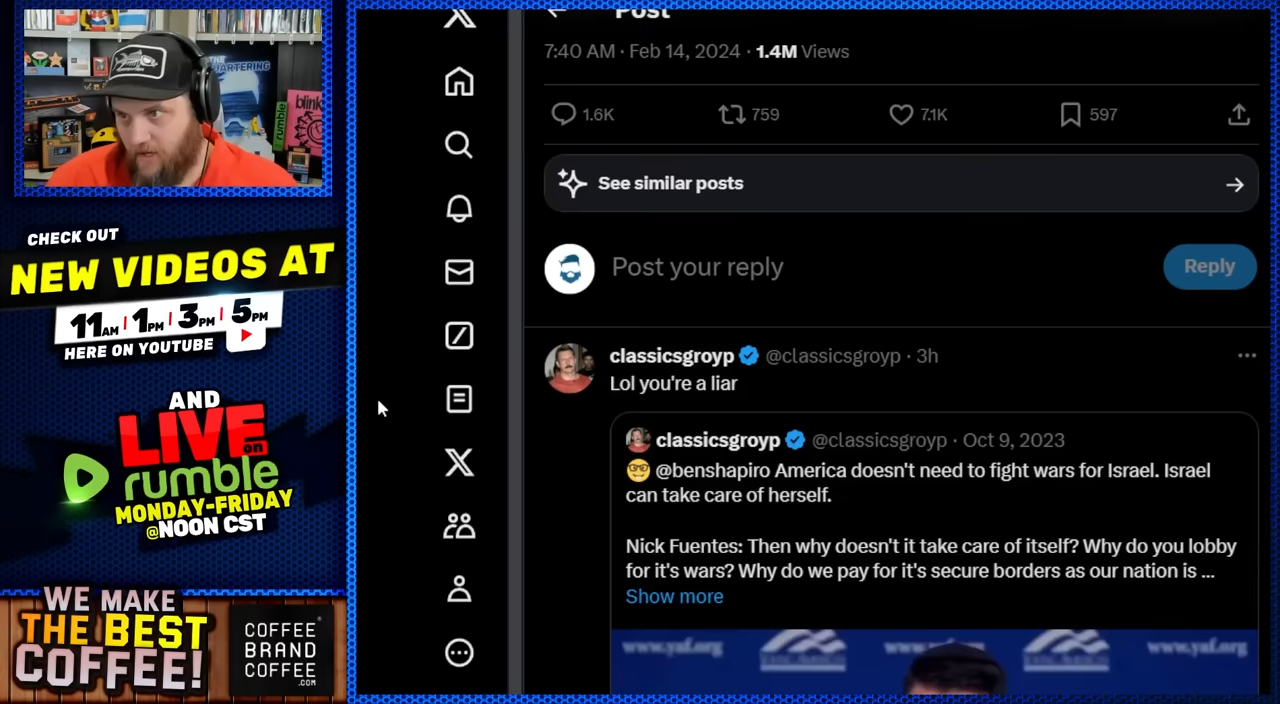 THE
QUARTERING
blink
CHECK OUT
NEW VIDEOS AT
11AM | 1PM | 3PM | 5PM
HERE ON YOUTUBE
AND
LIVE on
rumble
MONDAY-FRIDAY
@NOON CST
WE MAKE
THE BEST
COFFEE!
COFFEE
BRAND
COFFEE
.COM
Post
7:40 AM · Feb 14, 2024 · 1.4M Views
1.6K 759 7.1K 597
See similar posts
Post your reply
Reply
classicsgroyp @classicsgroyp · 3h
Lol you're a liar
classicsgroyp @classicsgroyp · Oct 9, 2023
🤓 @benshapiro America doesn't need to fight wars for Israel. Israel
can take care of herself.
Nick Fuentes: Then why doesn't it take care of itself? Why do you lobby
for it's wars? Why do we pay for it's secure borders as our nation is ...
Show more
www.yaf.org www.yaf.org